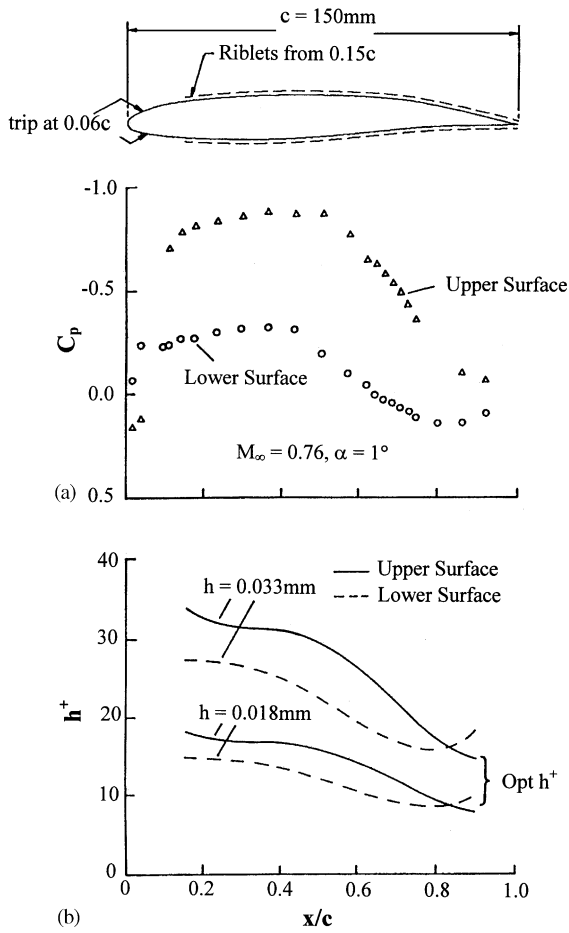 c = 150mm
Riblets from 0.15c
trip at 0.06c
-1.0
-0.5
0.0
0.5
Cp
Upper Surface
Lower Surface
M∞ = 0.76, α = 1°
(a)
40
30
20
10
0
h+
Upper Surface
Lower Surface
h = 0.033mm
h = 0.018mm
Opt h+
0
0.2
0.4
0.6
0.8
1.0
(b)
x/c